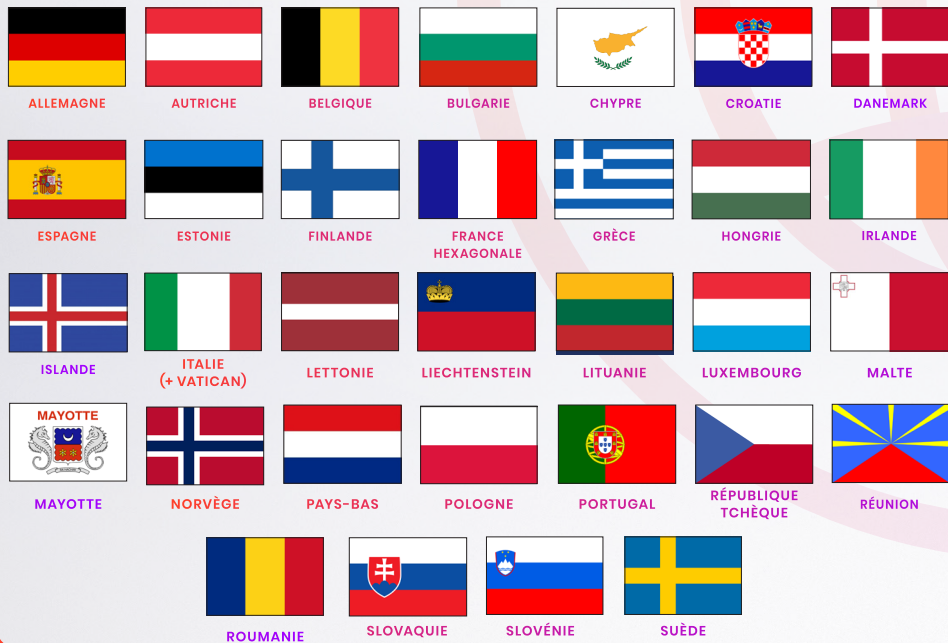 ALLEMAGNE
AUTRICHE
BELGIQUE
BULGARIE
CHYPRE
CROATIE
DANEMARK
ESPAGNE
ESTONIE
FINLANDE
FRANCE
HEXAGONALE
GRÈCE
HONGRIE
IRLANDE
ISLANDE
ITALIE
(+ VATICAN)
LETTONIE
LIECHTENSTEIN
LITUANIE
LUXEMBOURG
MALTE
MAYOTTE
MAYOTTE
NORVÈGE
PAYS-BAS
POLOGNE
PORTUGAL
RÉPUBLIQUE
TCHÈQUE
RÉUNION
ROUMANIE
SLOVAQUIE
SLOVÉNIE
SUÈDE